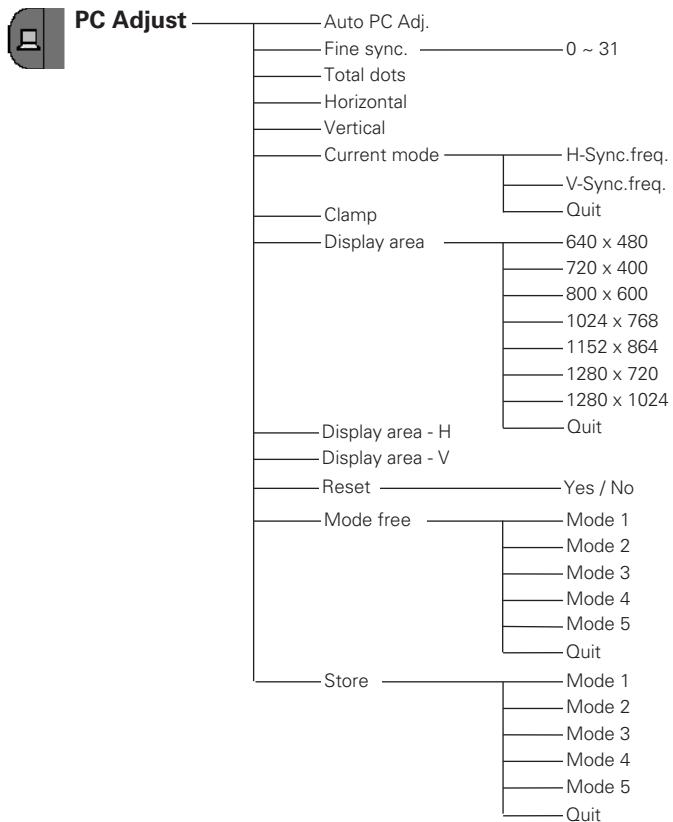 PC Adjust Auto PC Adj.
Fine sync. 0 ~ 31
Total dots
Horizontal
Vertical
Current mode H-Sync.freq.
V-Sync.freq.
Quit
Clamp
Display area 640 x 480
720 x 400
800 x 600
1024 x 768
1152 x 864
1280 x 720
1280 x 1024
Quit
Display area - H
Display area - V
Reset Yes / No
Mode free Mode 1
Mode 2
Mode 3
Mode 4
Mode 5
Quit
Store Mode 1
Mode 2
Mode 3
Mode 4
Mode 5
Quit